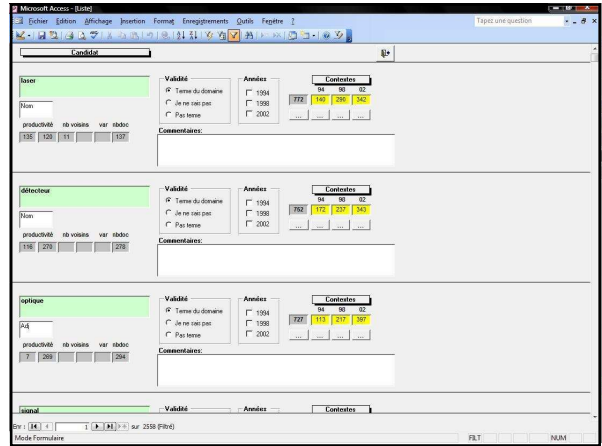 Microsoft Access - [Liste]
Fichier Edition Affichage Insertion Format Enregistrements Outils Fenêtre ?
Tapez une question
Candidat
laser
Nom
productivité nb voisins var nbdoc
135 120 11 137
Validité
Terme du domaine
Je ne sais pas
Pas terme
Années
1994
1998
2002
Contextes
94 98 02
772 140 290 342
... ... ... ...
Commentaires:
détecteur
Nom
productivité nb voisins var nbdoc
116 270 278
Validité
Terme du domaine
Je ne sais pas
Pas terme
Années
1994
1998
2002
Contextes
94 98 02
752 172 237 343
... ... ... ...
Commentaires:
optique
Adj
productivité nb voisins var nbdoc
7 269 294
Validité
Terme du domaine
Je ne sais pas
Pas terme
Années
1994
1998
2002
Contextes
94 98 02
727 113 217 397
... ... ... ...
Commentaires:
signal
Validité
Années
Contextes
Enr : 1 sur 2558 (Filtré)
Mode Formulaire
FILT
NUM